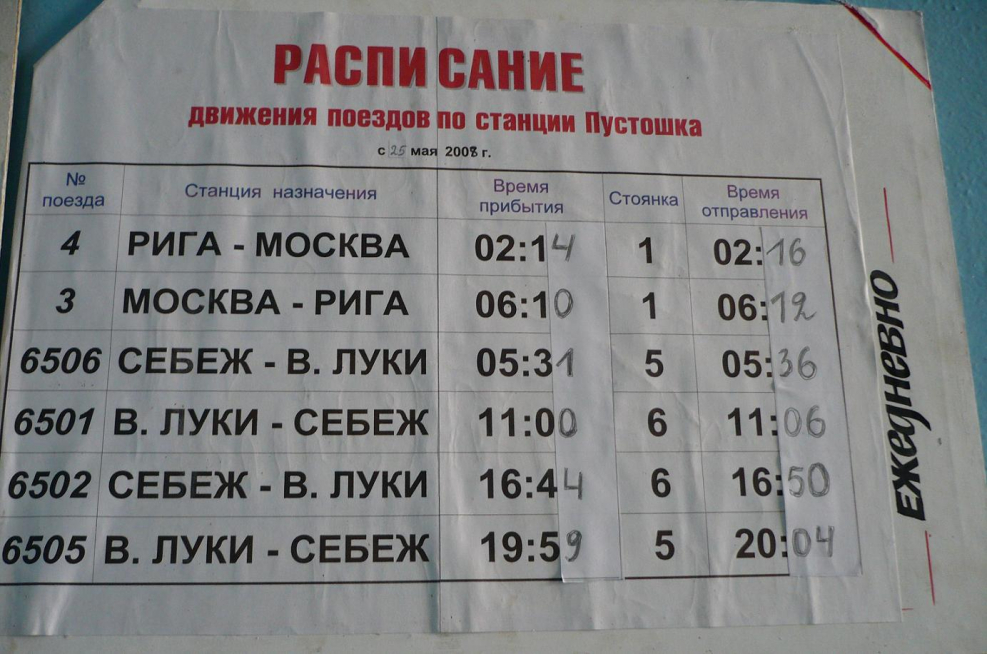 РАСПИСАНИЕ
движения поездов по станции Пустошка
с 25 мая 2008 г.
№ поезда Станция назначения Время прибытия Стоянка Время отправления
4 РИГА - МОСКВА 02:14 1 02:16
3 МОСКВА - РИГА 06:10 1 06:12
6506 СЕБЕЖ - В. ЛУКИ 05:31 5 05:36
6501 В. ЛУКИ - СЕБЕЖ 11:00 6 11:06
6502 СЕБЕЖ - В. ЛУКИ 16:44 6 16:50
6505 В. ЛУКИ - СЕБЕЖ 19:59 5 20:04
ежедневно